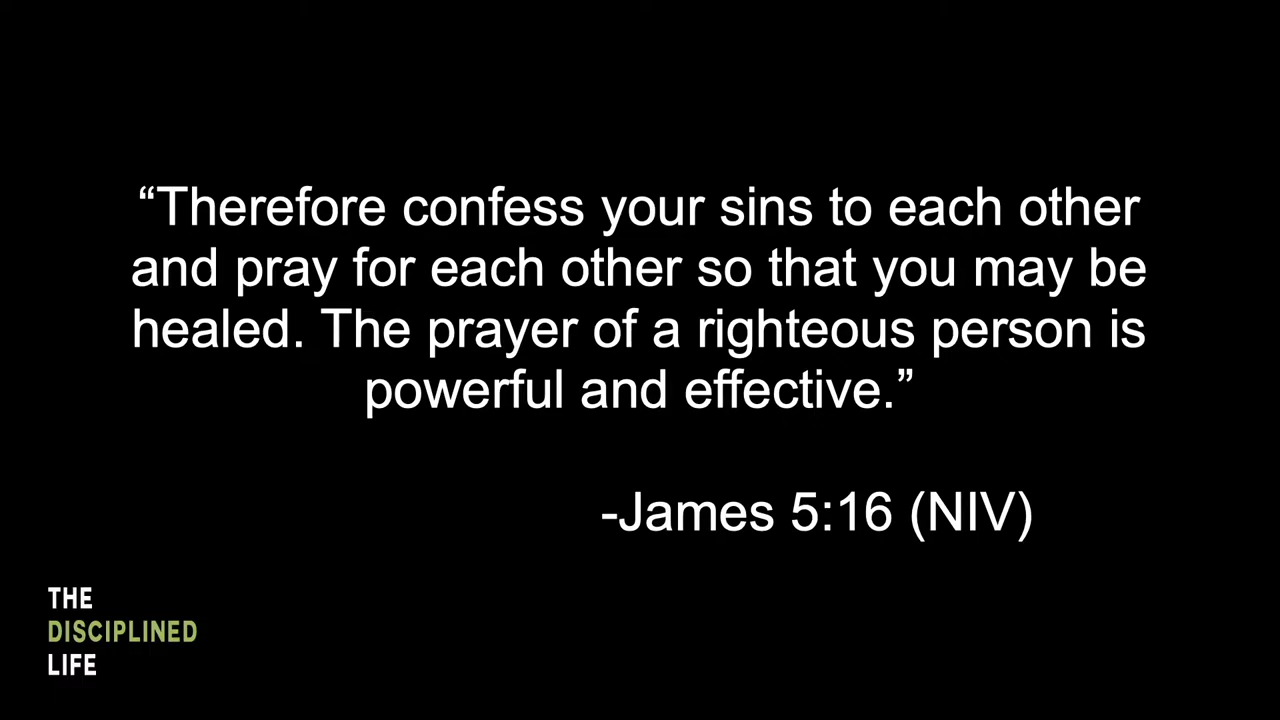 “Therefore confess your sins to each other
and pray for each other so that you may be
healed. The prayer of a righteous person is
powerful and effective.”
-James 5:16 (NIV)
THE
DISCIPLINED
LIFE